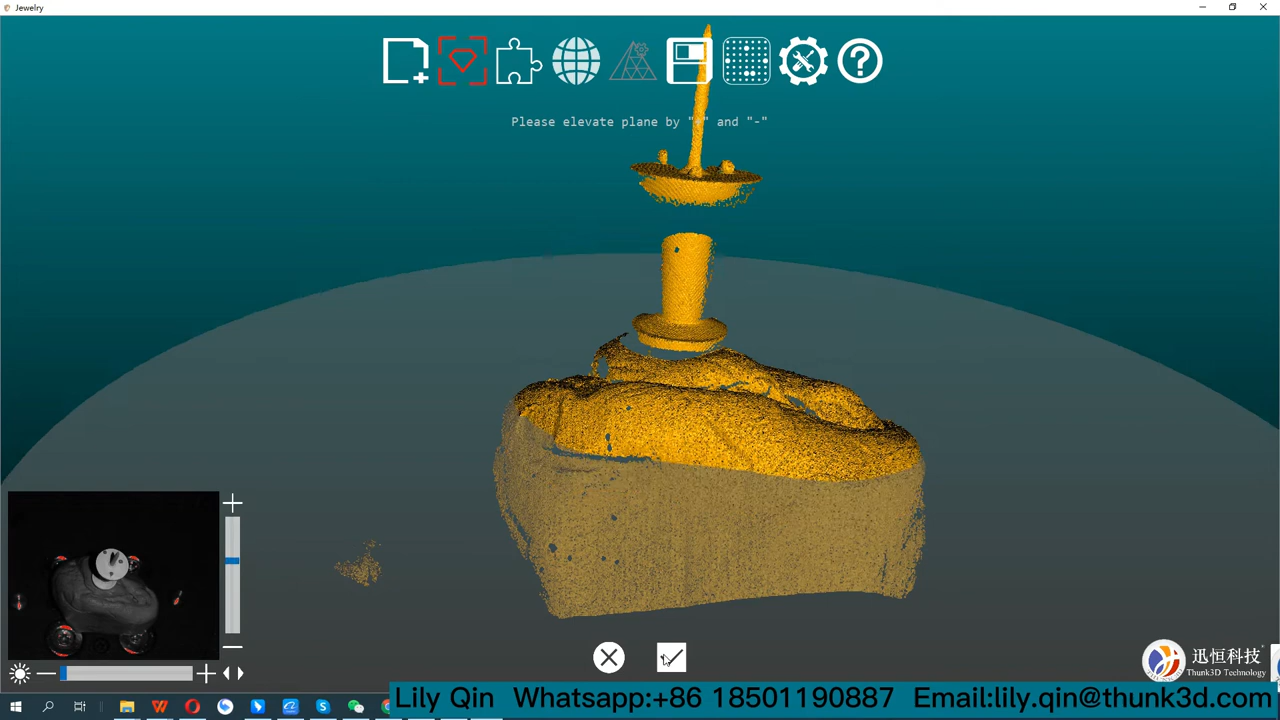 Jewelry
Please elevate plane by "+" and "-"
迅恒科技
Thunk3D Technology
Lily Qin Whatsapp:+86 18501190887 Email:lily.qin@thunk3d.com